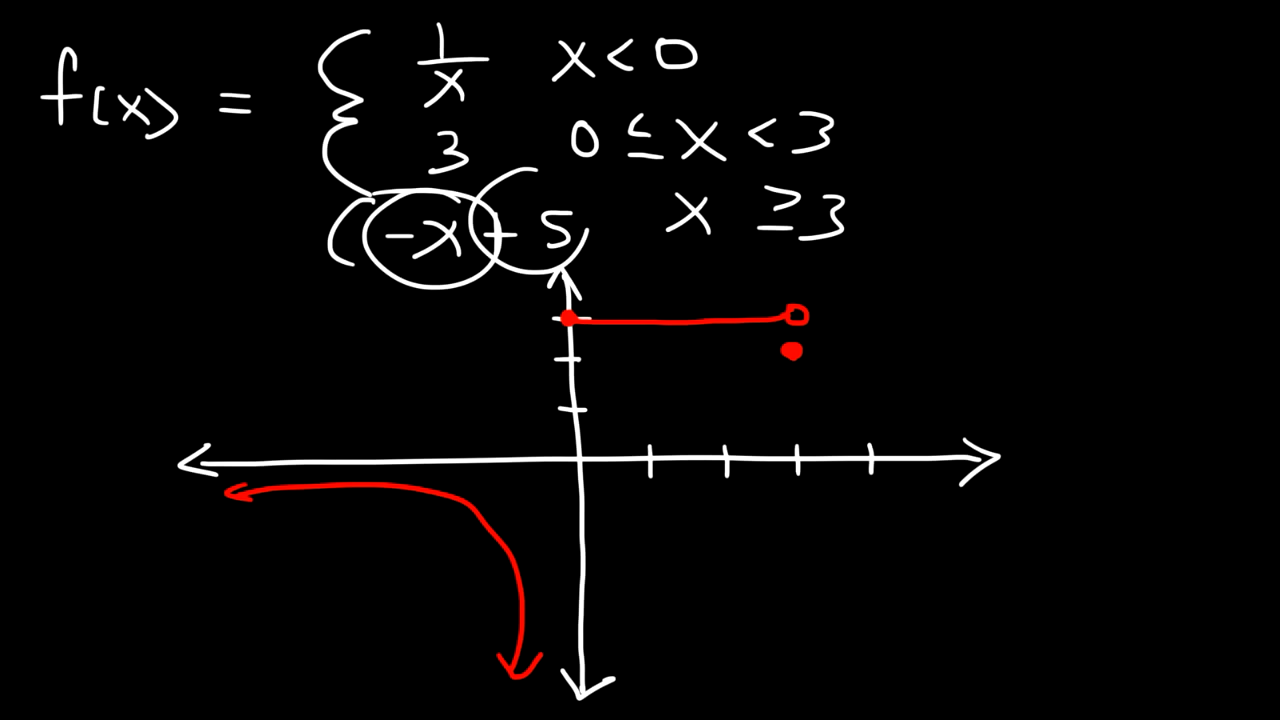 f(x) = { 1/x x < 0
3 0 ≤ x < 3
-x + 5 x ≥ 3